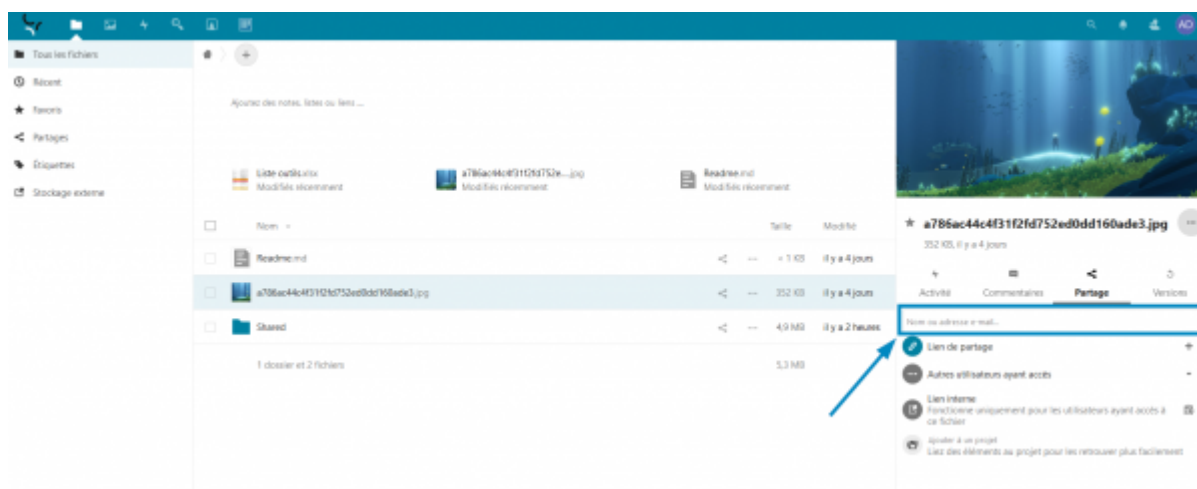 AO
Tous les fichiers
Récent
Favoris
Partages
Étiquettes
Stockage externe
Ajoutez des notes, listes ou liens ...
Liste outils.xlsx
Modifiés récemment
a786ac44c4f31f2fd752e....jpg
Modifiés récemment
Readme.md
Modifiés récemment
Nom
Taille
Modifié
Readme.md
< 1 KB
il y a 4 jours
a786ac44c4f31f2fd752ed0dd160ade3.jpg
352 KB
il y a 4 jours
Shared
4,9 MB
il y a 2 heures
1 dossier et 2 fichiers
5,3 MB
a786ac44c4f31f2fd752ed0dd160ade3.jpg
352 KB, il y a 4 jours
Activité
Commentaires
Partage
Versions
Nom ou adresse e-mail...
Lien de partage
Autres utilisateurs ayant accès
Lien interne
Fonctionne uniquement pour les utilisateurs ayant accès à
ce fichier
Ajouter à un projet
Liez des éléments au projet pour les retrouver plus facilement